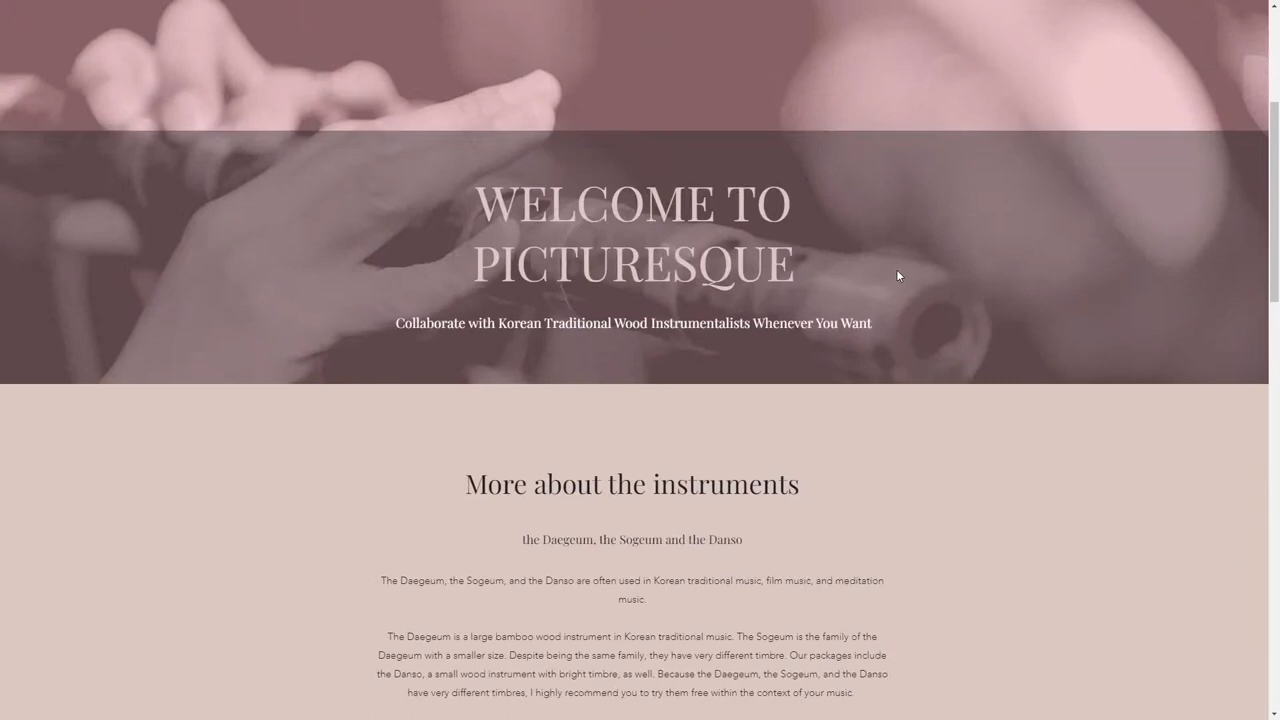 WELCOME TO
PICTURESQUE
Collaborate with Korean Traditional Wood Instrumentalists Whenever You Want
More about the instruments
the Daegeum, the Sogeum and the Danso
The Daegeum, the Sogeum, and the Danso are often used in Korean traditional music, film music, and meditation
music.
The Daegeum is a large bamboo wood instrument in Korean traditional music. The Sogeum is the family of the
Daegeum with a smaller size. Despite being the same family, they have very different timbre. Our packages include
the Danso, a small wood instrument with bright timbre, as well. Because the Daegeum, the Sogeum, and the Danso
have very different timbres, I highly recommend you to try them free within the context of your music.